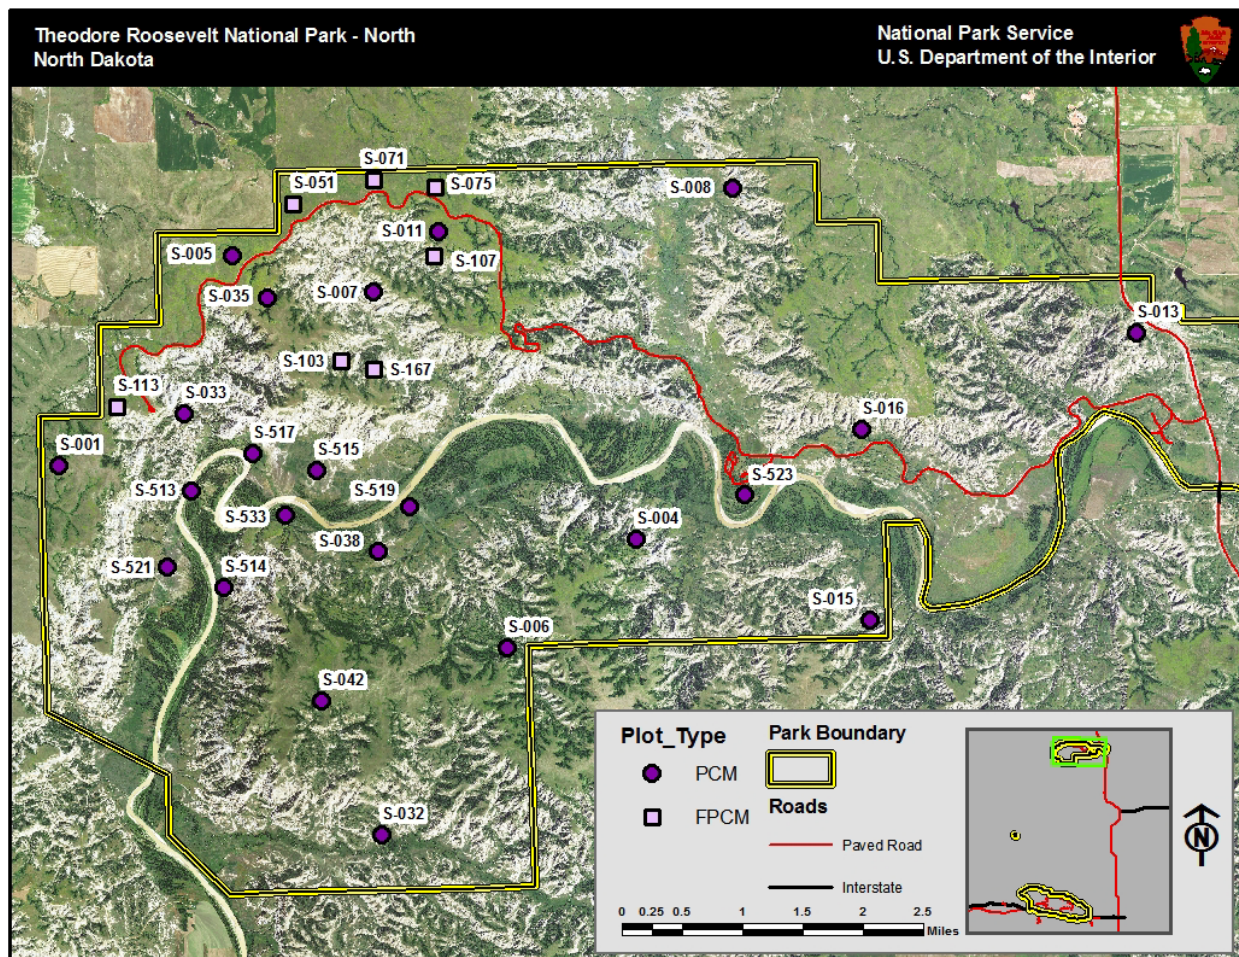 Theodore Roosevelt National Park - North
North Dakota
National Park Service
U.S. Department of the Interior
S-071
S-051
S-075
S-008
S-011
S-005
S-107
S-035
S-007
S-013
S-103
S-167
S-113
S-033
S-016
S-517
S-001
S-515
S-523
S-513
S-519
S-533
S-004
S-038
S-521
S-514
S-015
S-006
S-042
S-032
Plot_Type
PCM
FPCM
Park Boundary
Roads
Paved Road
Interstate
0 0.25 0.5 1 1.5 2 2.5
Miles
N